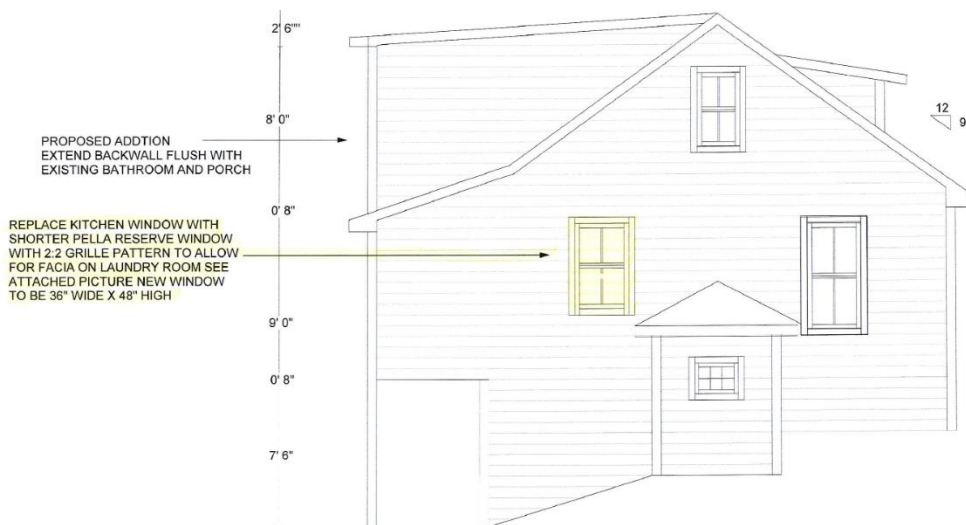 2' 6""
8' 0"
PROPOSED ADDTION
EXTEND BACKWALL FLUSH WITH
EXISTING BATHROOM AND PORCH
12
9
0' 8"
REPLACE KITCHEN WINDOW WITH
SHORTER PELLA RESERVE WINDOW
WITH 2:2 GRILLE PATTERN TO ALLOW
FOR FACIA ON LAUNDRY ROOM SEE
ATTACHED PICTURE NEW WINDOW
TO BE 36" WIDE X 48" HIGH
9' 0"
0' 8"
7' 6"